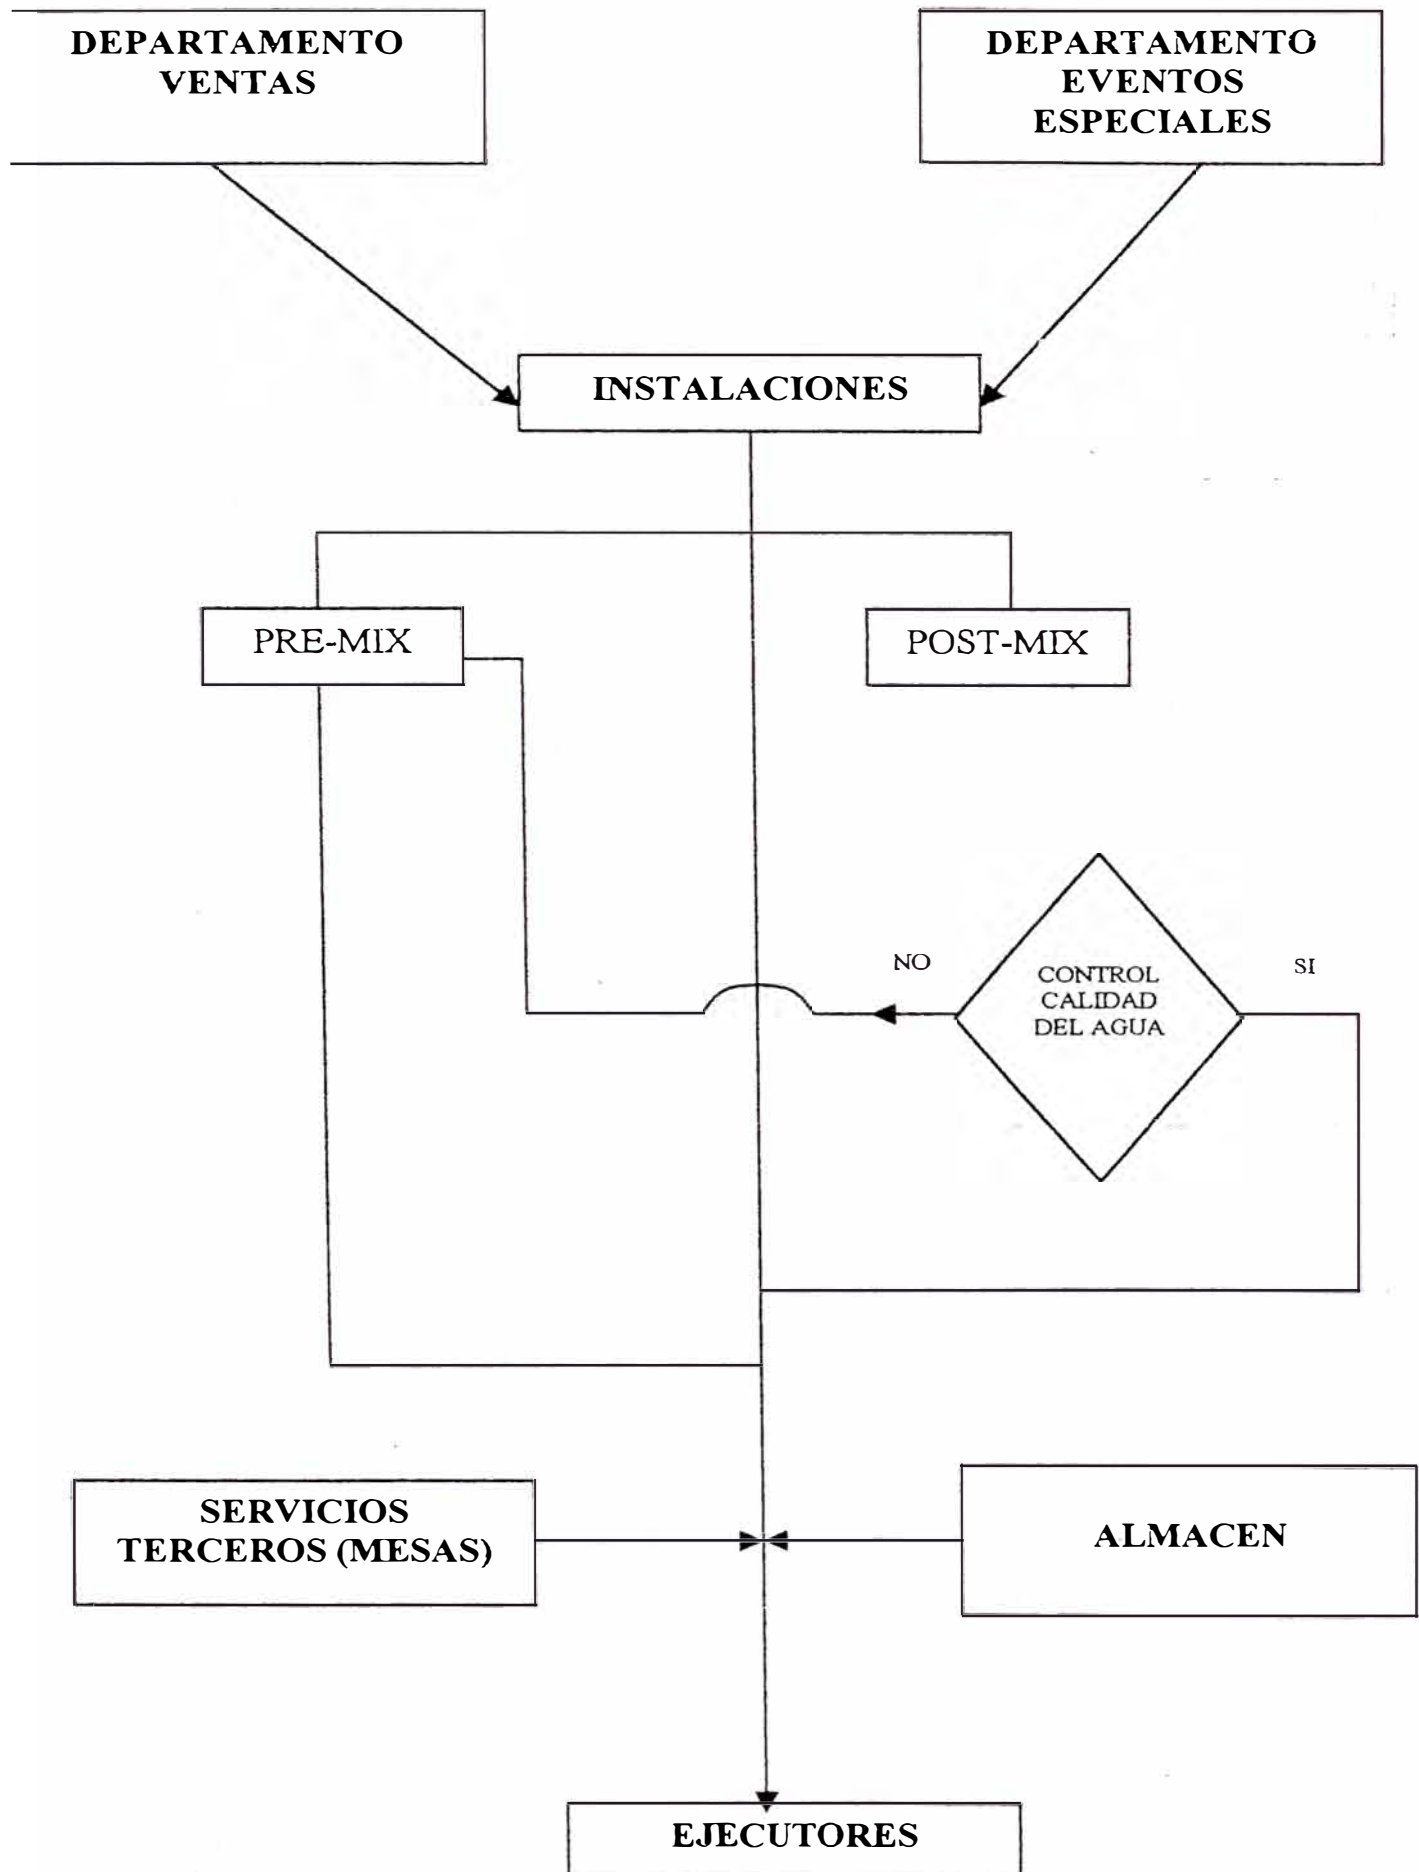 DEPARTAMENTO
VENTAS
DEPARTAMENTO
EVENTOS
ESPECIALES
INSTALACIONES
PRE-MIX
POST-MIX
NO
CONTROL
CALIDAD
DEL AGUA
SI
SERVICIOS
TERCEROS (MESAS)
ALMACEN
EJECUTORES